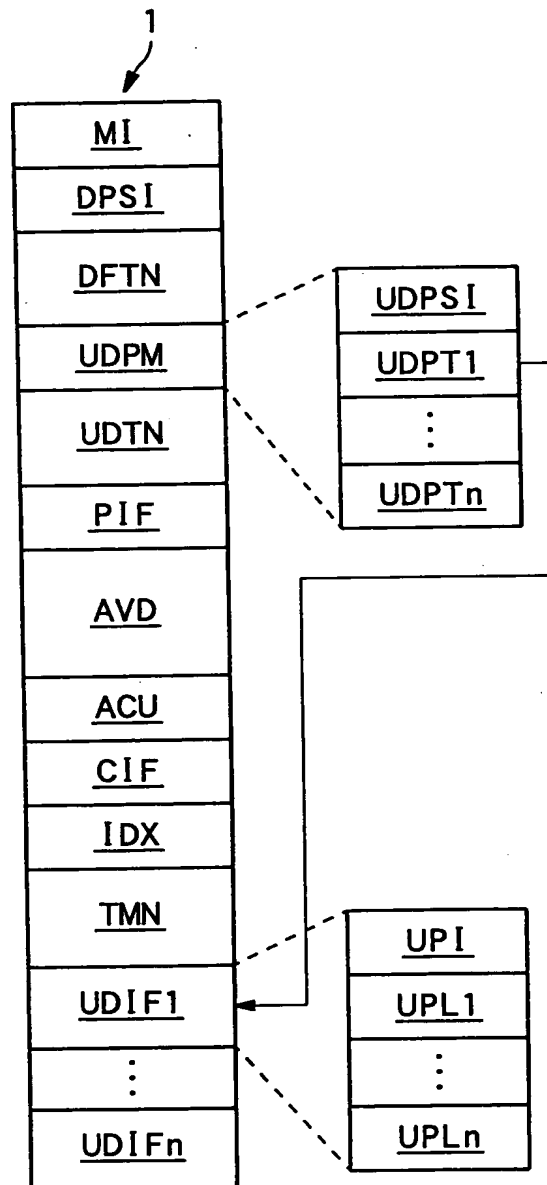 1
MI
DPSI
DFTN
UDPM
UDTN
PIF
AVD
ACU
CIF
IDX
TMN
UDIF1
⋮
UDIFn
UDPSI
UDPT1
⋮
UDPTn
UPI
UPL1
⋮
UPLn